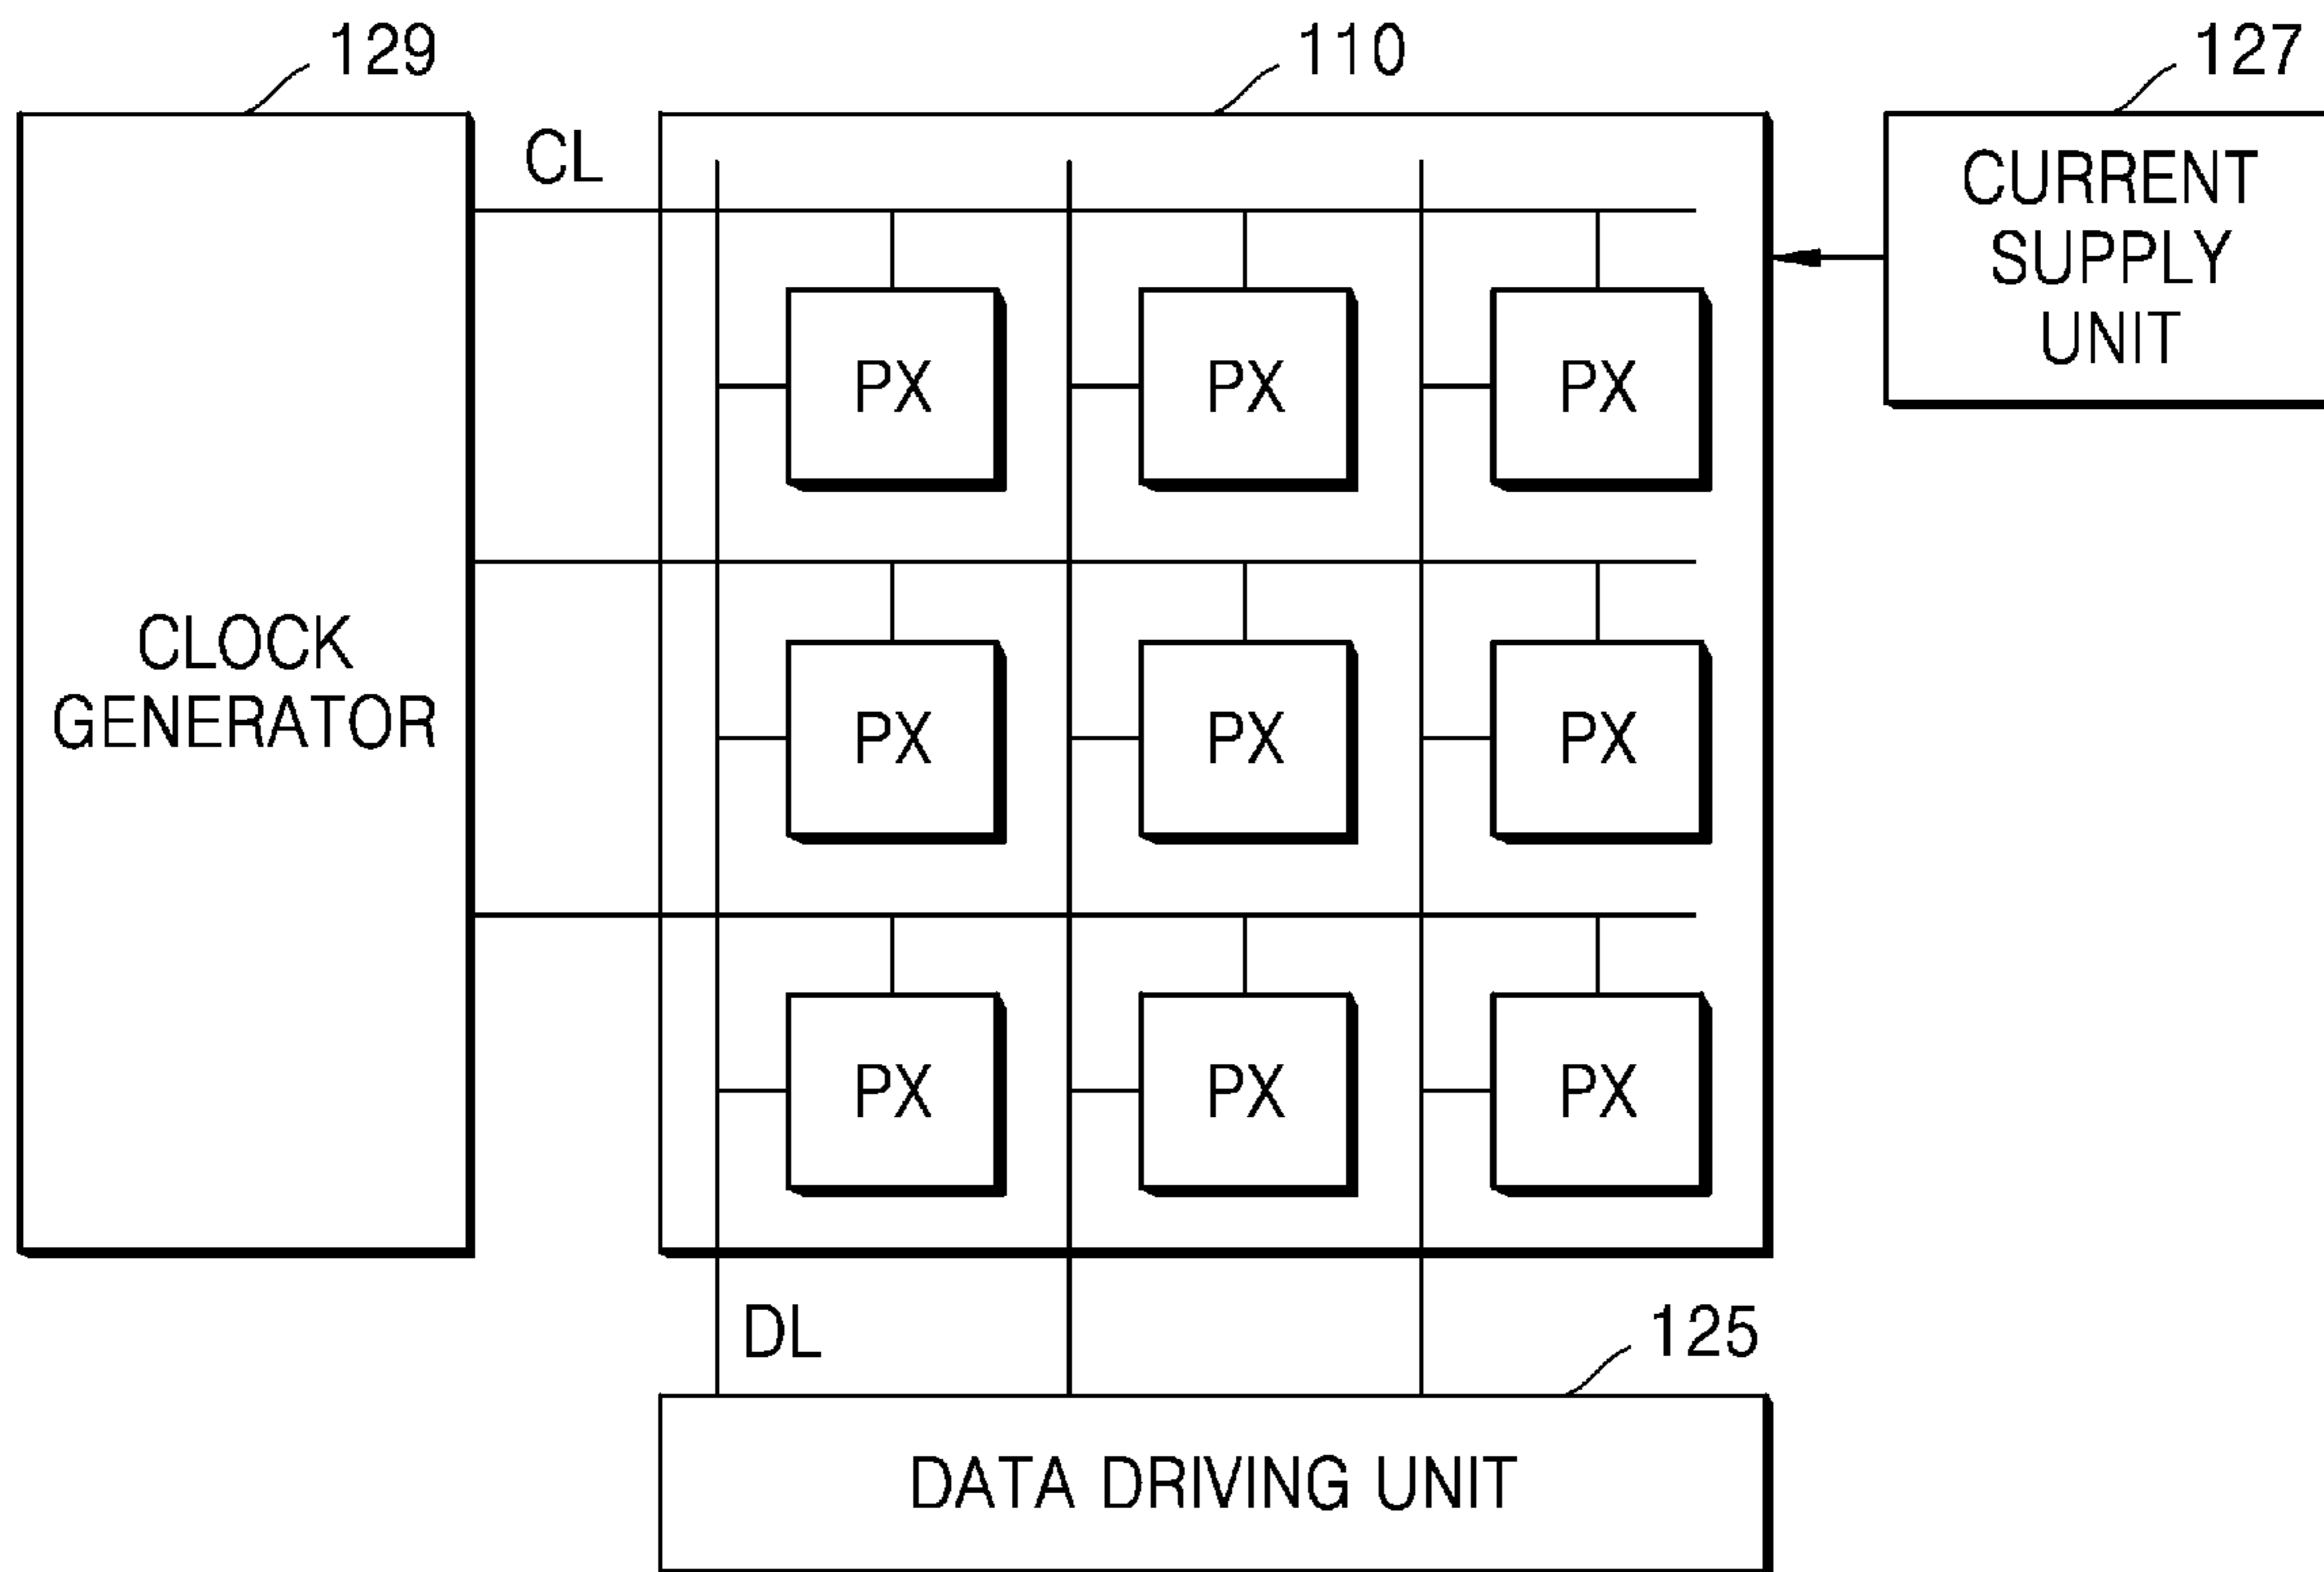 129
110
127
CL
CURRENT
SUPPLY
UNIT
PX PX PX
CLOCK
GENERATOR
PX PX PX
PX PX PX
DL
125
DATA DRIVING UNIT